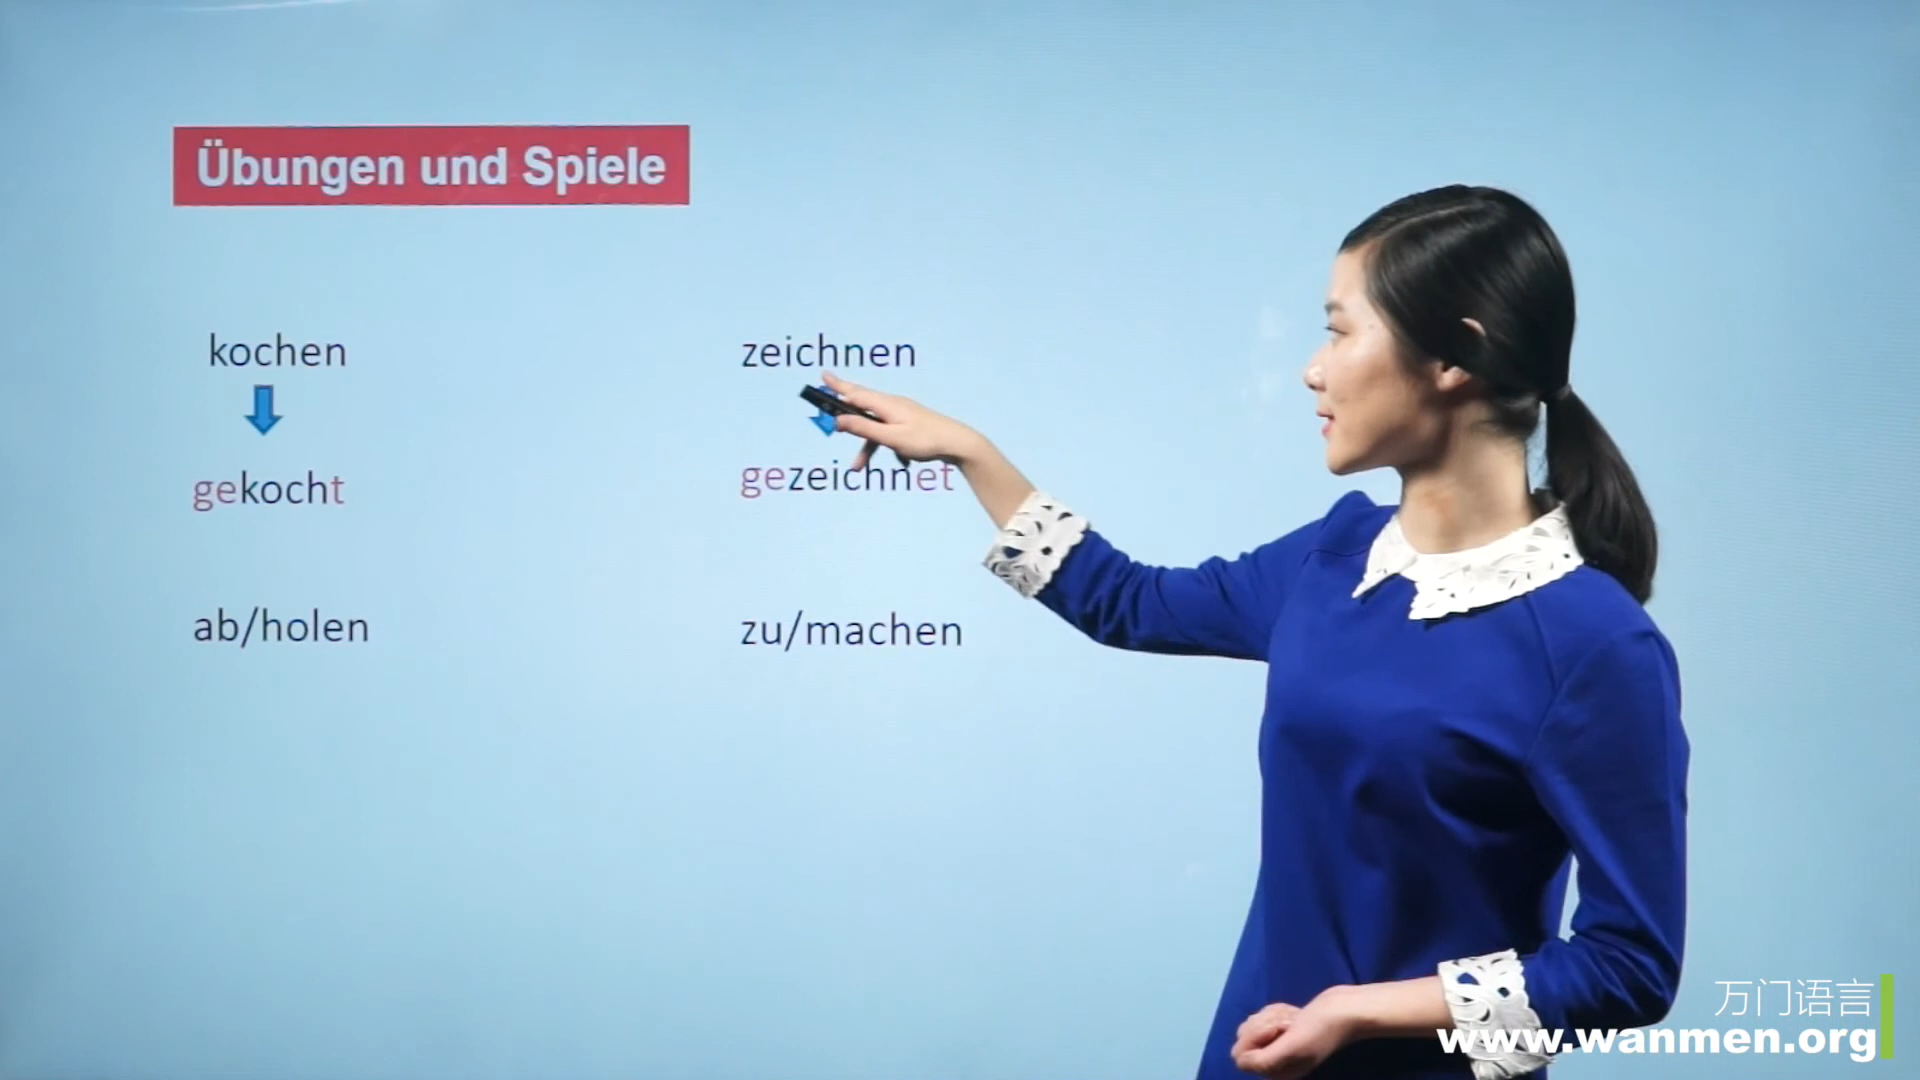 Übungen und Spiele
kochen
zeichnen
gekocht
gezeichnet
ab/holen
zu/machen
万门语言
www.wanmen.org